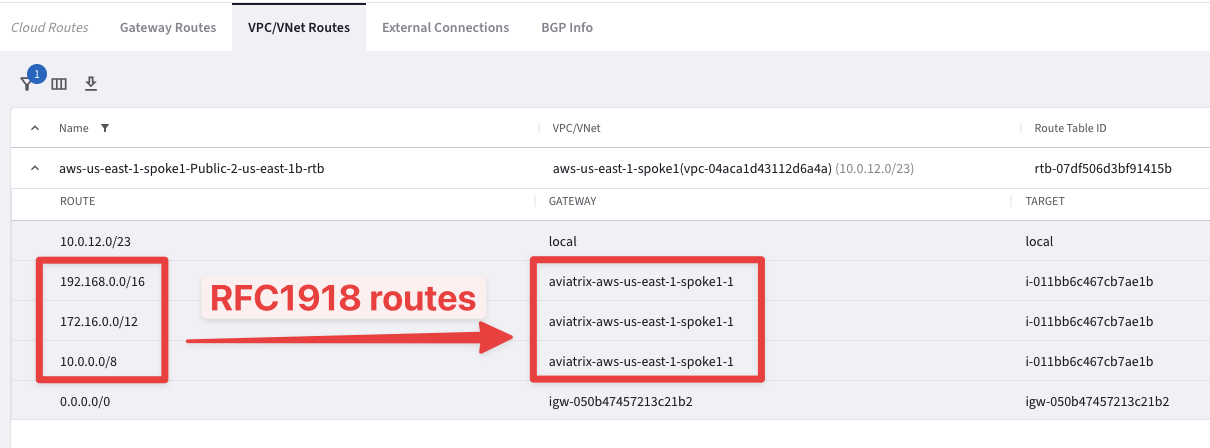 Cloud Routes Gateway Routes VPC/VNet Routes External Connections BGP Info
1
Name VPC/VNet Route Table ID
aws-us-east-1-spoke1-Public-2-us-east-1b-rtb aws-us-east-1-spoke1(vpc-04aca1d43112d6a4a) (10.0.12.0/23) rtb-07df506d3bf91415b
ROUTE GATEWAY TARGET
10.0.12.0/23 local local
192.168.0.0/16 aviatrix-aws-us-east-1-spoke1-1 i-011bb6c467cb7ae1b
RFC1918 routes
172.16.0.0/12 aviatrix-aws-us-east-1-spoke1-1 i-011bb6c467cb7ae1b
10.0.0.0/8 aviatrix-aws-us-east-1-spoke1-1 i-011bb6c467cb7ae1b
0.0.0.0/0 igw-050b47457213c21b2 igw-050b47457213c21b2